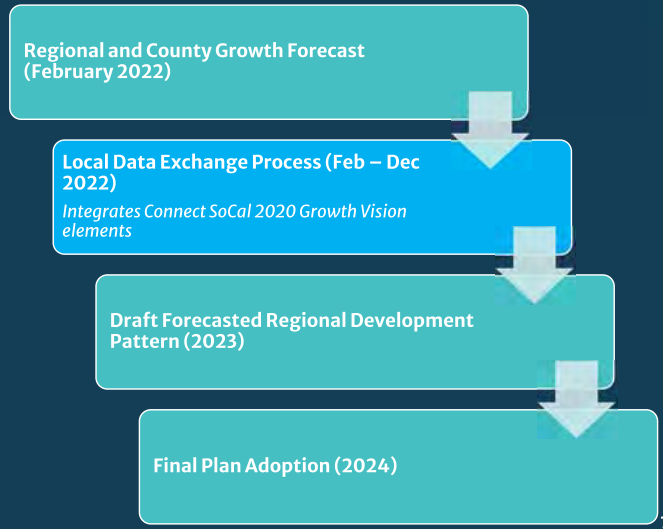 Regional and County Growth Forecast
(February 2022)
Local Data Exchange Process (Feb – Dec
2022)
Integrates Connect SoCal 2020 Growth Vision
elements
Draft Forecasted Regional Development
Pattern (2023)
Final Plan Adoption (2024)